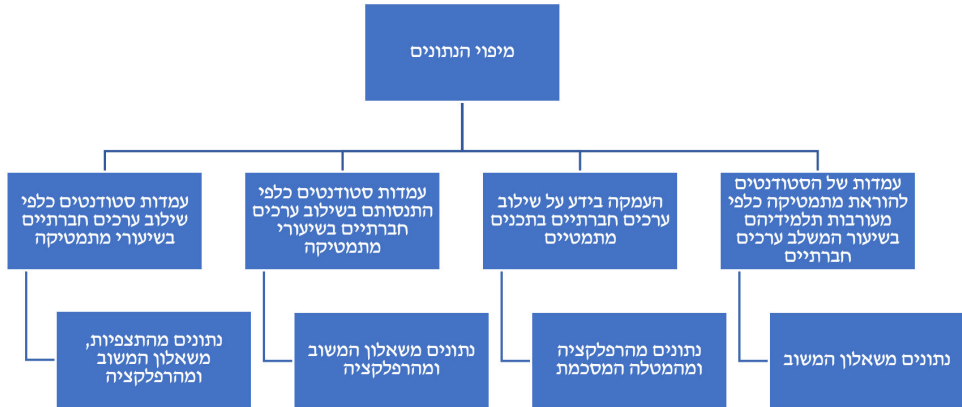 מיפוי הנתונים
עמדות של הסטודנטים
להוראת מתמטיקה כלפי
מעורבות תלמידיהם
בשיעור המשלב ערכים
חברתיים
העמקה בידע על שילוב
ערכים חברתיים בתכנים
מתמטיים
עמדות סטודנטים כלפי
התנסותם בשילוב ערכים
חברתיים בשיעורי
מתמטיקה
עמדות סטודנטים כלפי
שילוב ערכים חברתיים
בשיעורי מתמטיקה
נתונים משאלון המשוב
נתונים מהרפלקציה
ומהמטלה המסכמת
נתונים משאלון המשוב
ומהרפלקציה
נתונים מהתצפיות,
משאלון המשוב
ומהרפלקציה